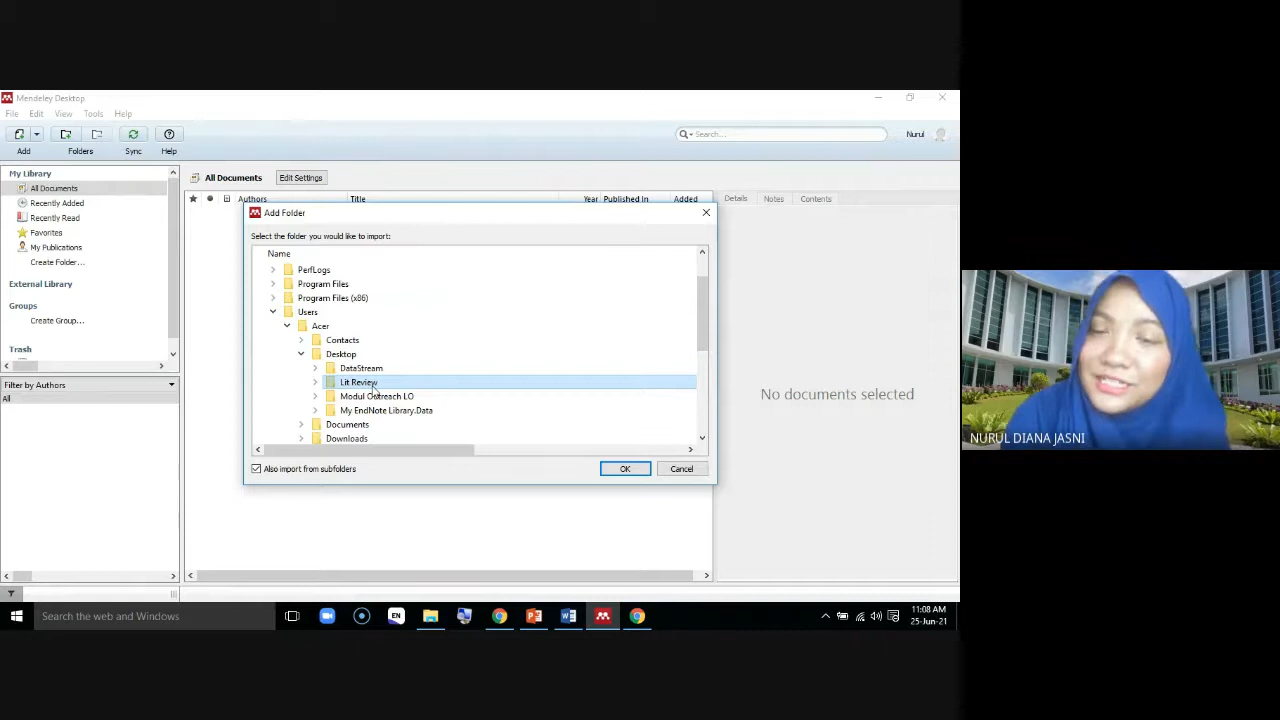 Mendeley Desktop
File Edit View Tools Help
Search...
Nurul
Add Folders Sync Help
My Library
All Documents
Recently Added
Recently Read
Favorites
My Publications
Create Folder...
External Library
Groups
Create Group...
Trash
Filter by Authors
All
All Documents Edit Settings
Authors Title Year Published In Added
Details Notes Contents
Add Folder
Select the folder you would like to import:
Name
PerfLogs
Program Files
Program Files (x86)
Users
Acer
Contacts
Desktop
DataStream
Lit Review
Modul Outreach LO
My EndNote Library.Data
Documents
Downloads
Also import from subfolders
OK Cancel
No documents selected
NURUL DIANA JASNI
Search the web and Windows
EN
11:08 AM
25-Jun-21